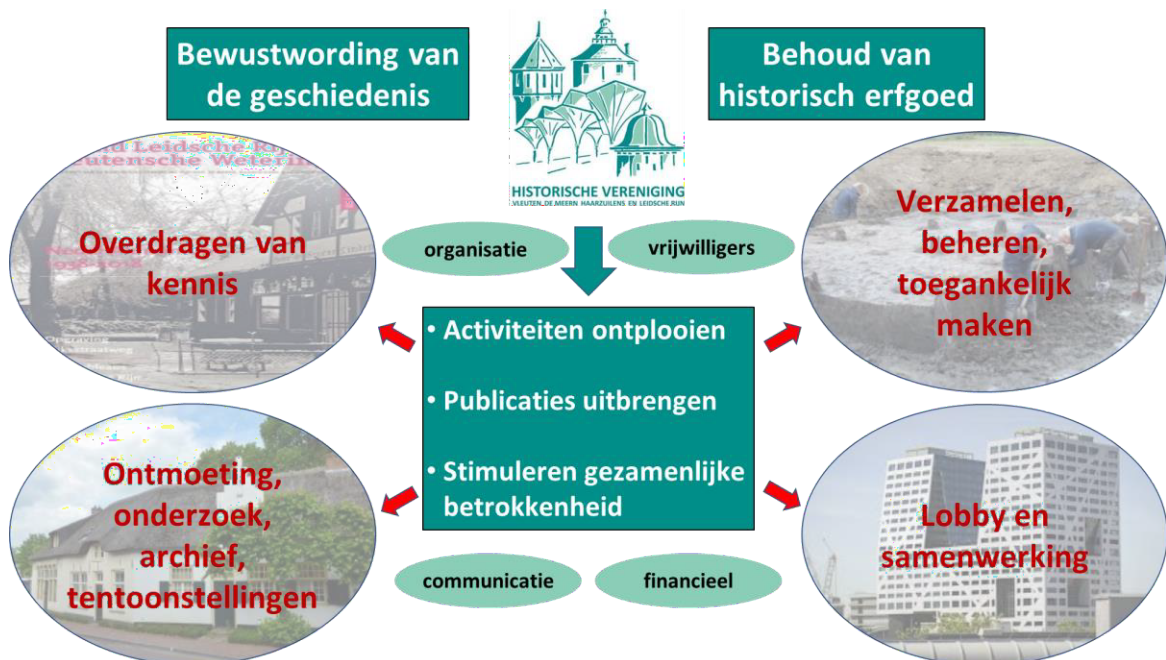 Bewustwording van
de geschiedenis
HISTORISCHE VERENIGING
VLEUTEN, DE MEERN, HAARZUILENS EN LEIDSCHE RIJN
Behoud van
historisch erfgoed
Leidsche
Overdragen van
kennis
organisatie
vrijwilligers
Verzamelen,
beheren,
toegankelijk
maken
• Activiteiten ontplooien
• Publicaties uitbrengen
• Stimuleren gezamenlijke
betrokkenheid
Ontmoeting,
onderzoek,
archief,
tentoonstellingen
Lobby en
samenwerking
communicatie
financieel